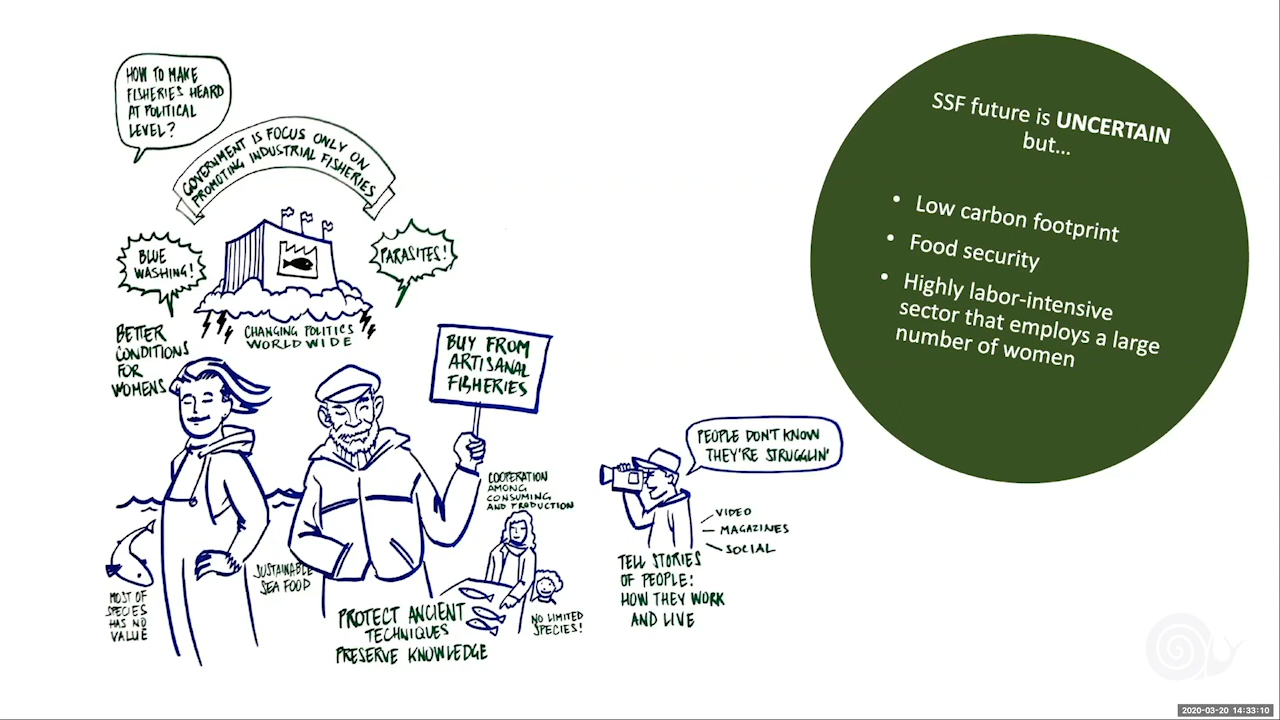 HOW TO MAKE
FISHERIES HEARD
AT POLITICAL
LEVEL?
GOVERNMENT IS FOCUS ONLY ON
PROMOTING INDUSTRIAL FISHERIES
BLUE
WASHING!
PARASITES!
CHANGING POLITICS
WORLD WIDE
BETTER
CONDITIONS
FOR
WOMENS
BUY FROM
ARTISANAL
FISHERIES
COOPERATION
AMONG
CONSUMING
AND PRODUCTION
PEOPLE DON'T KNOW
THEY'RE STRUGGLIN'
VIDEO
MAGAZINES
SOCIAL
TELL STORIES
OF PEOPLE:
HOW THEY WORK
AND LIVE
MOST OF
SPECIES
HAS NO
VALUE
SUSTAINABLE
SEA FOOD
PROTECT ANCIENT
TECHNIQUES
PRESERVE KNOWLEDGE
NO LIMITED
SPECIES!
SSF future is UNCERTAIN
but...
• Low carbon footprint
• Food security
• Highly labor-intensive
sector that employs a large
number of women
2020-03-20 14:33:10